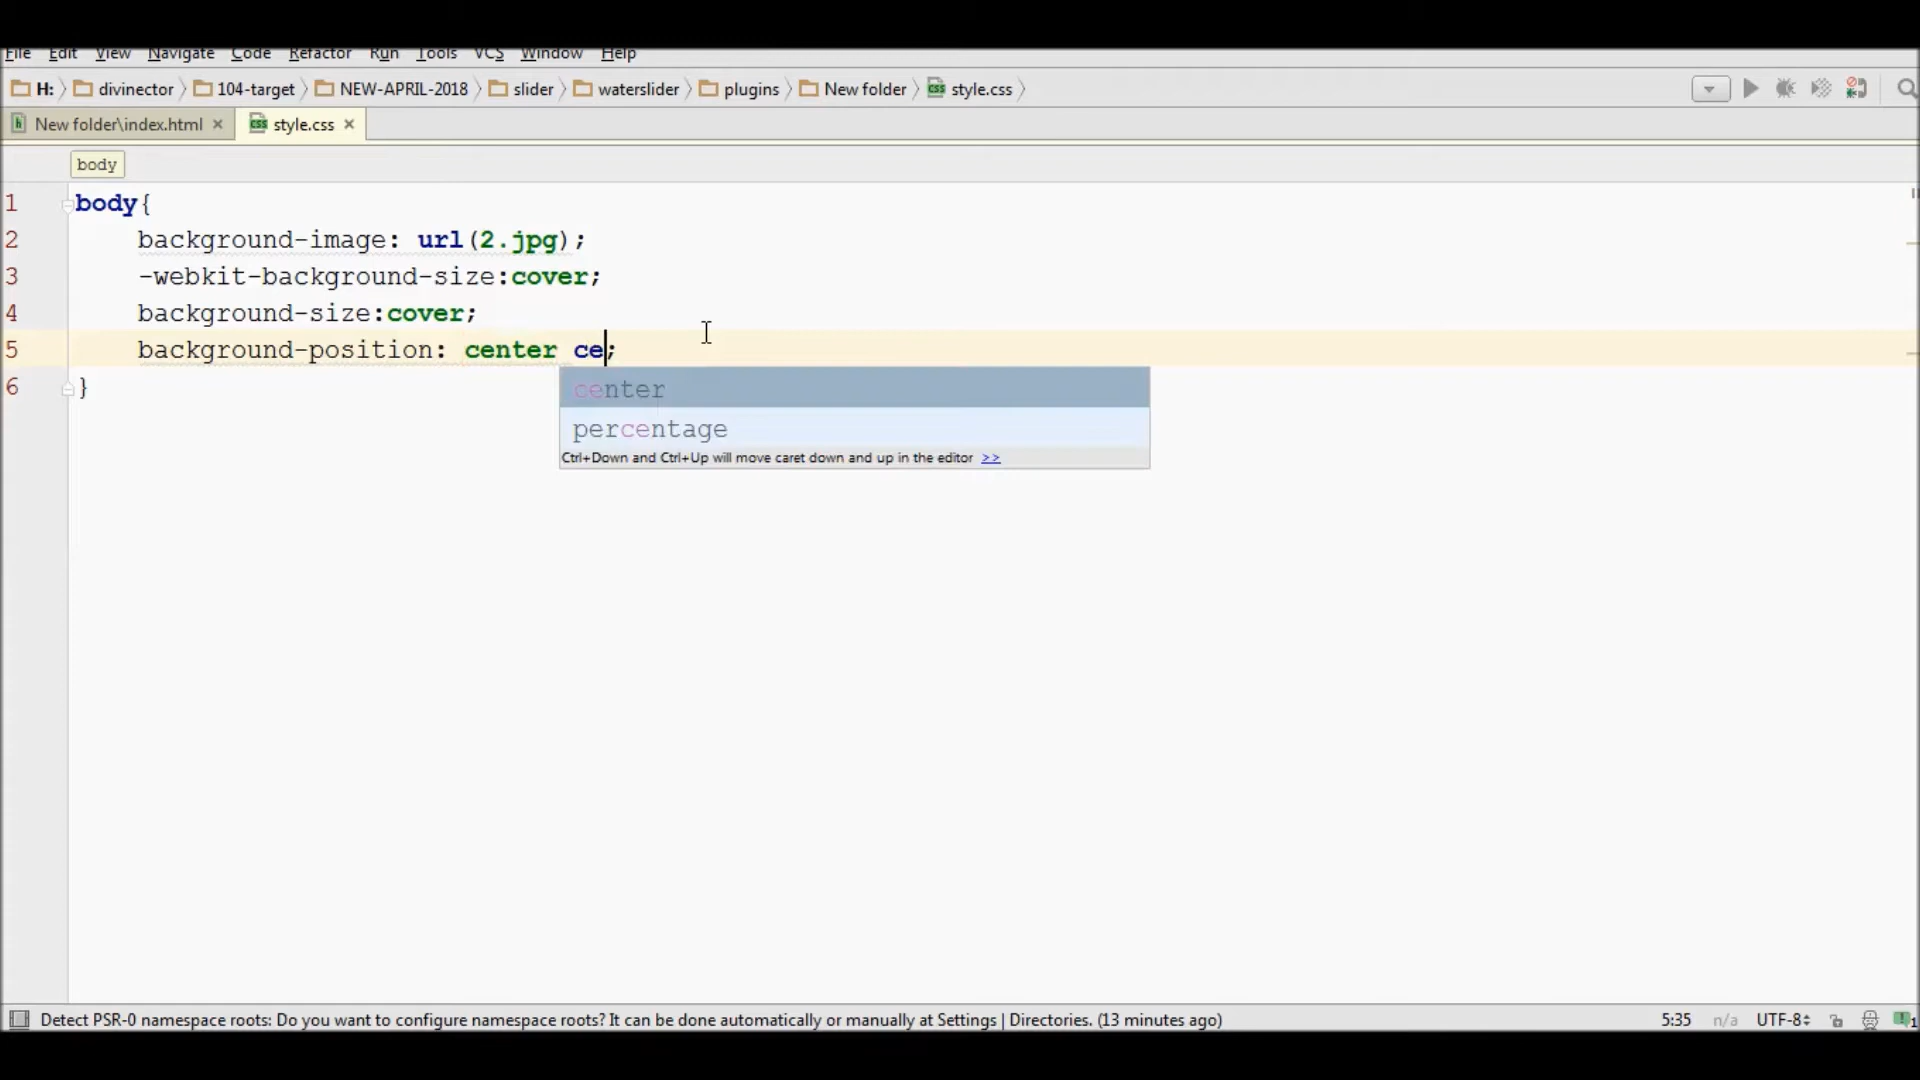 File Edit View Navigate Code Refactor Run Tools VCS Window Help
H: divinector 104-target NEW-APRIL-2018 slider waterslider plugins New folder style.css
New folder\index.html style.css
body
1 body{
2 background-image: url(2.jpg);
3 -webkit-background-size:cover;
4 background-size:cover;
5 background-position: center ce;
6 }
center
percentage
Ctrl+Down and Ctrl+Up will move caret down and up in the editor >>
Detect PSR-0 namespace roots: Do you want to configure namespace roots? It can be done automatically or manually at Settings | Directories. (13 minutes ago) 5:35 n/a UTF-8 1